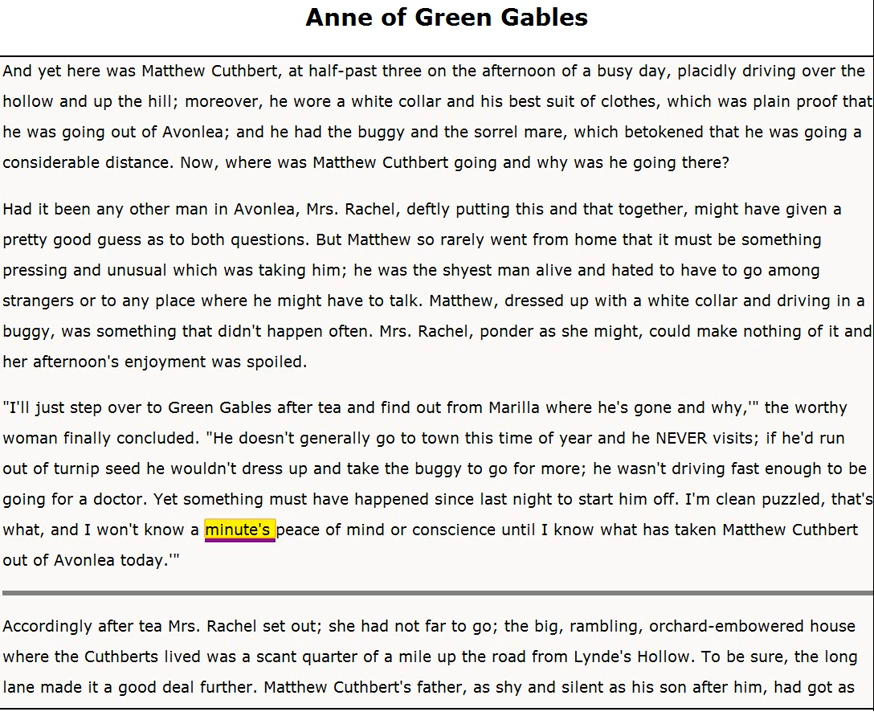 Anne of Green Gables
And yet here was Matthew Cuthbert, at half-past three on the afternoon of a busy day, placidly driving over the
hollow and up the hill; moreover, he wore a white collar and his best suit of clothes, which was plain proof that
he was going out of Avonlea; and he had the buggy and the sorrel mare, which betokened that he was going a
considerable distance. Now, where was Matthew Cuthbert going and why was he going there?
Had it been any other man in Avonlea, Mrs. Rachel, deftly putting this and that together, might have given a
pretty good guess as to both questions. But Matthew so rarely went from home that it must be something
pressing and unusual which was taking him; he was the shyest man alive and hated to have to go among
strangers or to any place where he might have to talk. Matthew, dressed up with a white collar and driving in a
buggy, was something that didn't happen often. Mrs. Rachel, ponder as she might, could make nothing of it and
her afternoon's enjoyment was spoiled.
"I'll just step over to Green Gables after tea and find out from Marilla where he's gone and why,'" the worthy
woman finally concluded. "He doesn't generally go to town this time of year and he NEVER visits; if he'd run
out of turnip seed he wouldn't dress up and take the buggy to go for more; he wasn't driving fast enough to be
going for a doctor. Yet something must have happened since last night to start him off. I'm clean puzzled, that's
what, and I won't know a minute's peace of mind or conscience until I know what has taken Matthew Cuthbert
out of Avonlea today.'"
Accordingly after tea Mrs. Rachel set out; she had not far to go; the big, rambling, orchard-embowered house
where the Cuthberts lived was a scant quarter of a mile up the road from Lynde's Hollow. To be sure, the long
lane made it a good deal further. Matthew Cuthbert's father, as shy and silent as his son after him, had got as